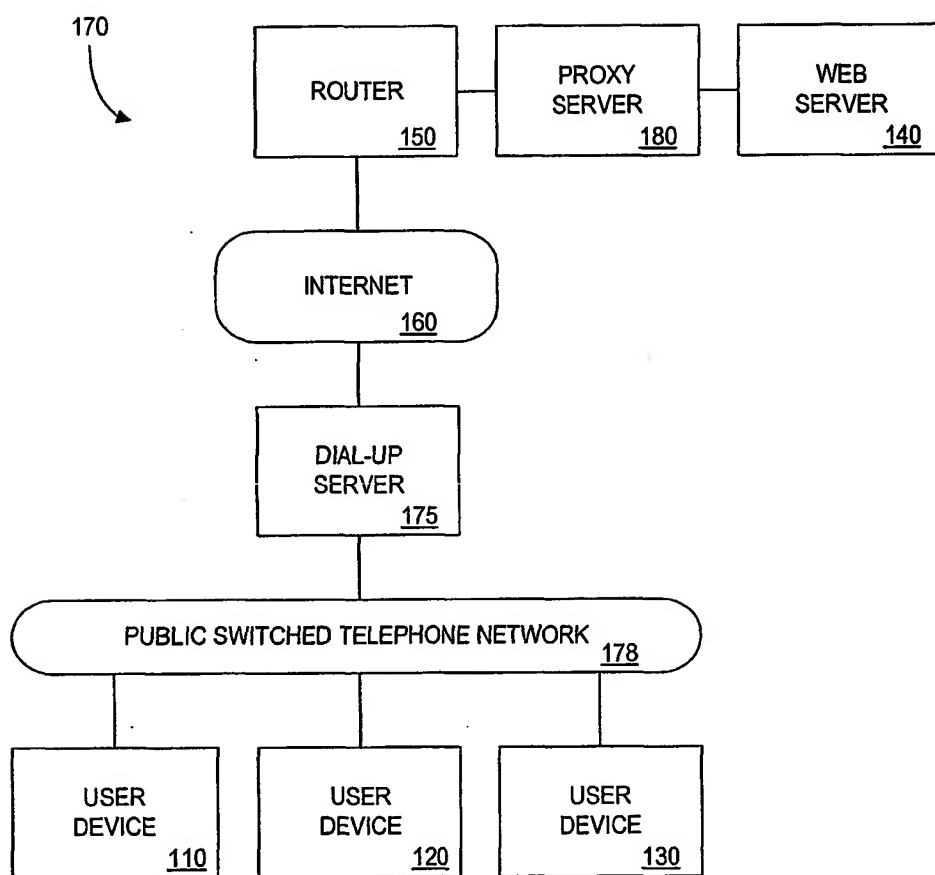 170
ROUTER
150
PROXY
SERVER
180
WEB
SERVER
140
INTERNET
160
DIAL-UP
SERVER
175
PUBLIC SWITCHED TELEPHONE NETWORK
178
USER
DEVICE
110
USER
DEVICE
120
USER
DEVICE
130